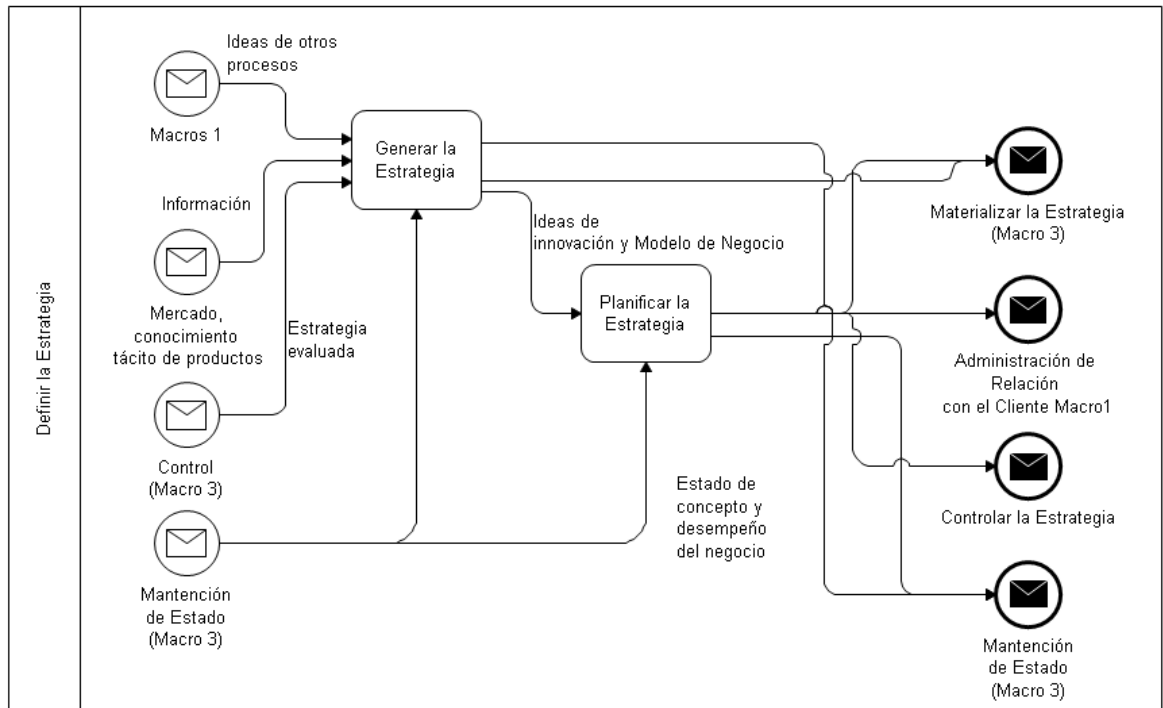 Definir la Estrategia
Ideas de otros
procesos
Macros 1
Generar la
Estrategia
Información
Mercado,
conocimiento
tácito de productos
Estrategia
evaluada
Control
(Macro 3)
Mantención
de Estado
(Macro 3)
Ideas de
innovación y Modelo de Negocio
Planificar la
Estrategia
Estado de
concepto y
desempeño
del negocio
Materializar la Estrategia
(Macro 3)
Administración de
Relación
con el Cliente Macro1
Controlar la Estrategia
Mantención
de Estado
(Macro 3)